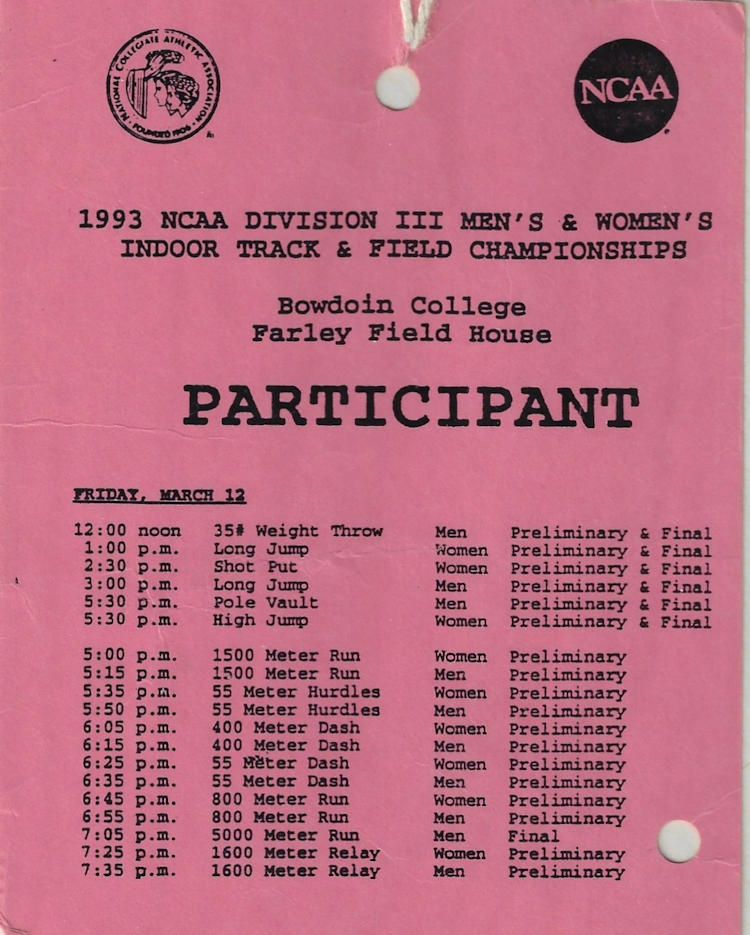 NATIONAL COLLEGIATE ATHLETIC ASSOCIATION
FOUNDED 1906
NCAA
1993 NCAA DIVISION III MEN'S & WOMEN'S
INDOOR TRACK & FIELD CHAMPIONSHIPS
Bowdoin College
Farley Field House
PARTICIPANT
FRIDAY, MARCH 12
12:00 noon 35# Weight Throw Men Preliminary & Final
1:00 p.m. Long Jump Women Preliminary & Final
2:30 p.m. Shot Put Women Preliminary & Final
3:00 p.m. Long Jump Men Preliminary & Final
5:30 p.m. Pole Vault Men Preliminary & Final
5:30 p.m. High Jump Women Preliminary & Final
5:00 p.m. 1500 Meter Run Women Preliminary
5:15 p.m. 1500 Meter Run Men Preliminary
5:35 p.m. 55 Meter Hurdles Women Preliminary
5:50 p.m. 55 Meter Hurdles Men Preliminary
6:05 p.m. 400 Meter Dash Women Preliminary
6:15 p.m. 400 Meter Dash Men Preliminary
6:25 p.m. 55 Meter Dash Women Preliminary
6:35 p.m. 55 Meter Dash Men Preliminary
6:45 p.m. 800 Meter Run Women Preliminary
6:55 p.m. 800 Meter Run Men Preliminary
7:05 p.m. 5000 Meter Run Men Final
7:25 p.m. 1600 Meter Relay Women Preliminary
7:35 p.m. 1600 Meter Relay Men Preliminary